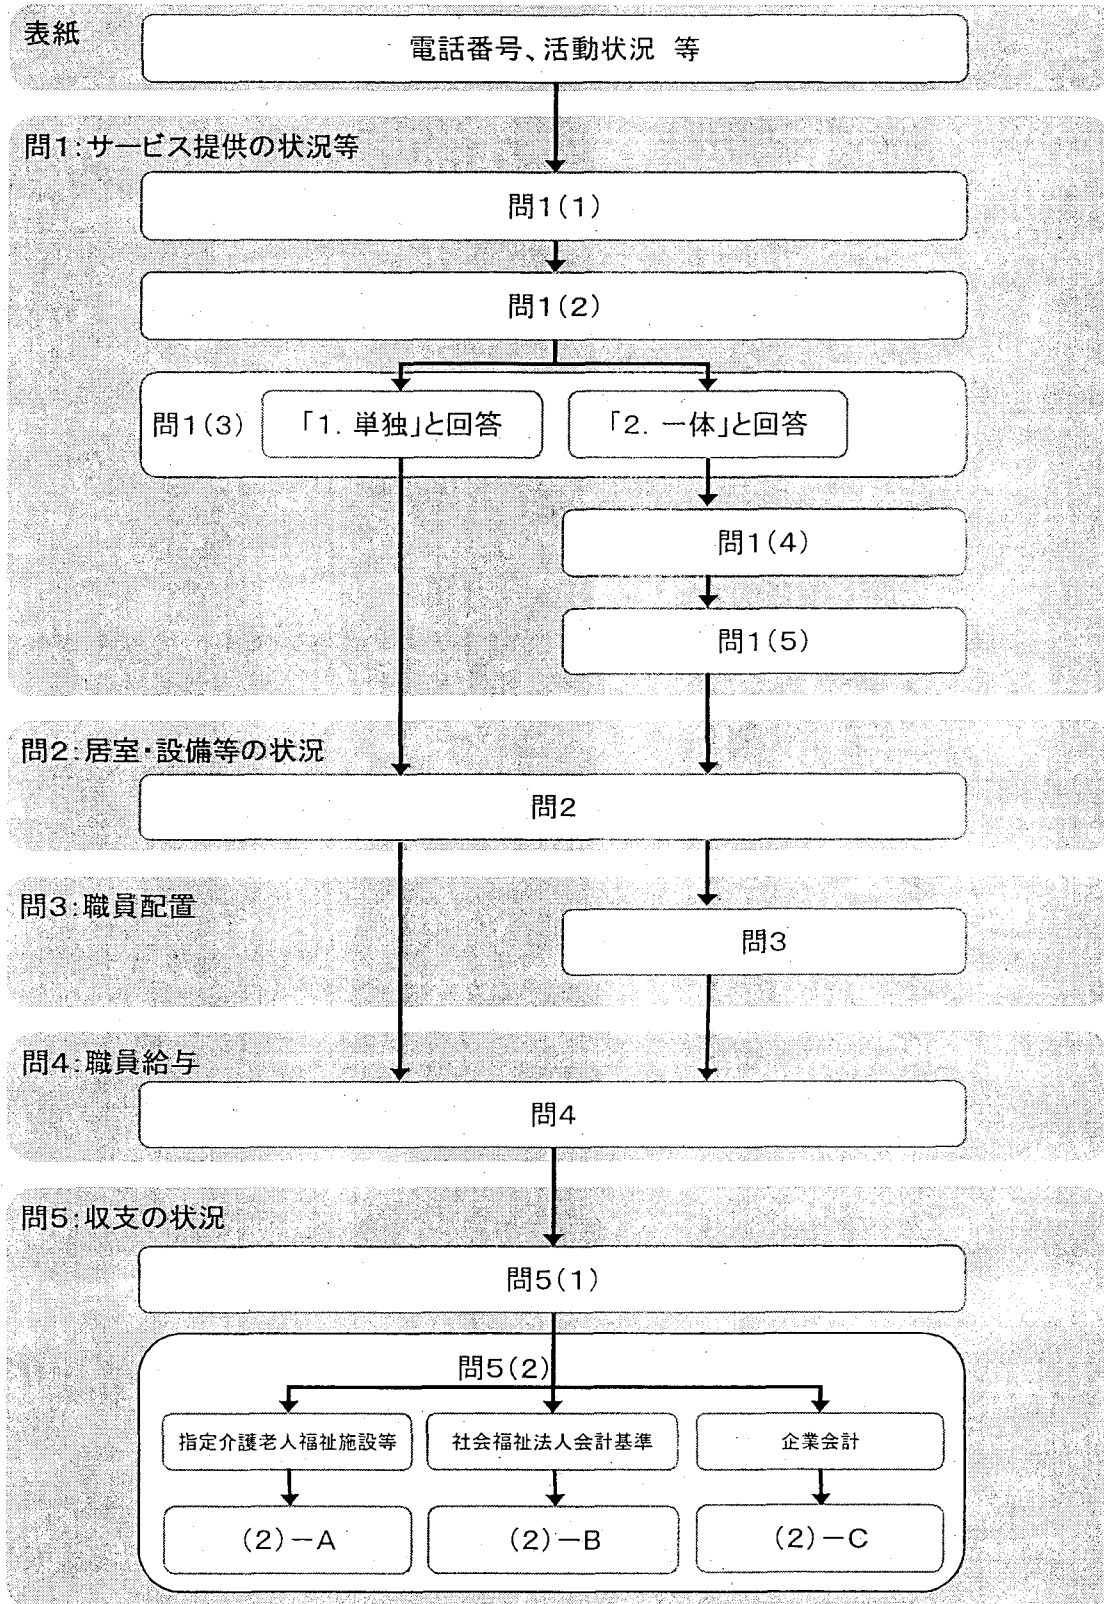 表紙
電話番号、活動状況 等
問1:サービス提供の状況等
問1(1)
問1(2)
問1(3)
「1. 単独」と回答
「2. 一体」と回答
問1(4)
問1(5)
問2:居室・設備等の状況
問2
問3:職員配置
問3
問4:職員給与
問4
問5:収支の状況
問5(1)
問5(2)
指定介護老人福祉施設等
社会福祉法人会計基準
企業会計
(2)－A
(2)－B
(2)－C